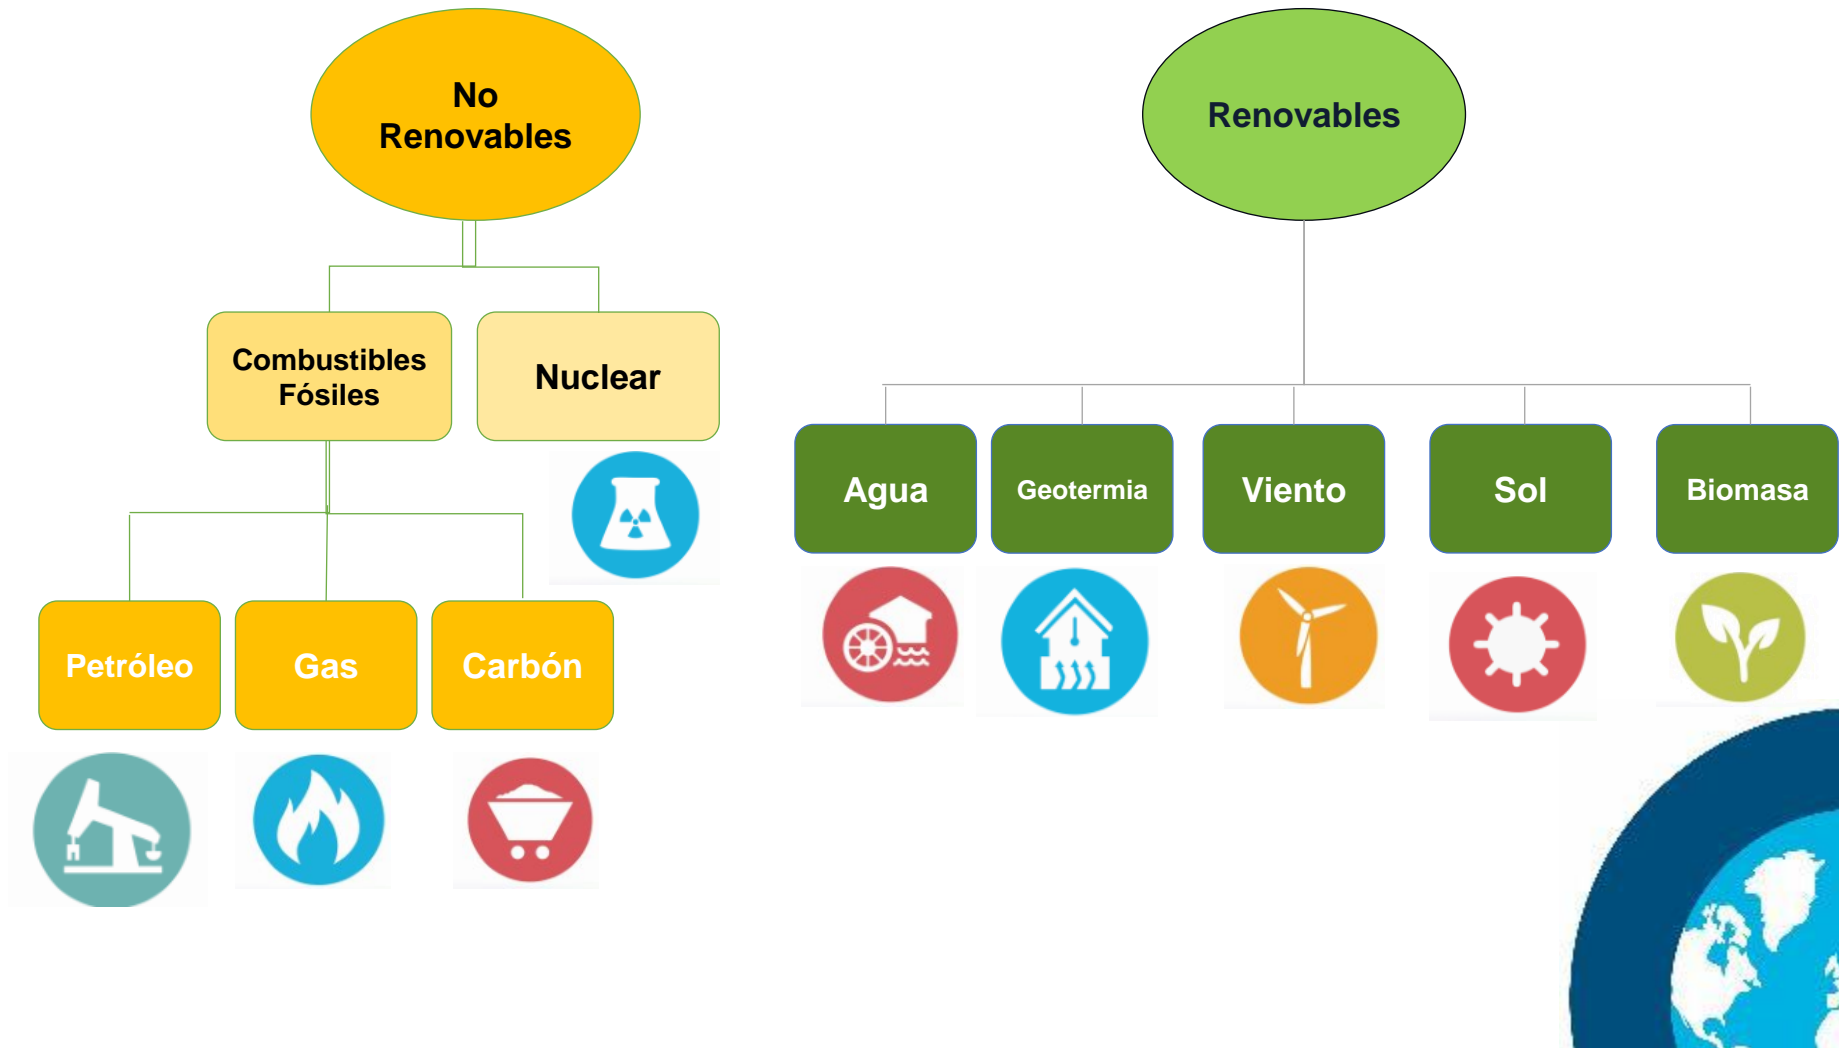 No
Renovables
Renovables
Combustibles
Fósiles
Nuclear
Agua
Geotermia
Viento
Sol
Biomasa
Petróleo
Gas
Carbón